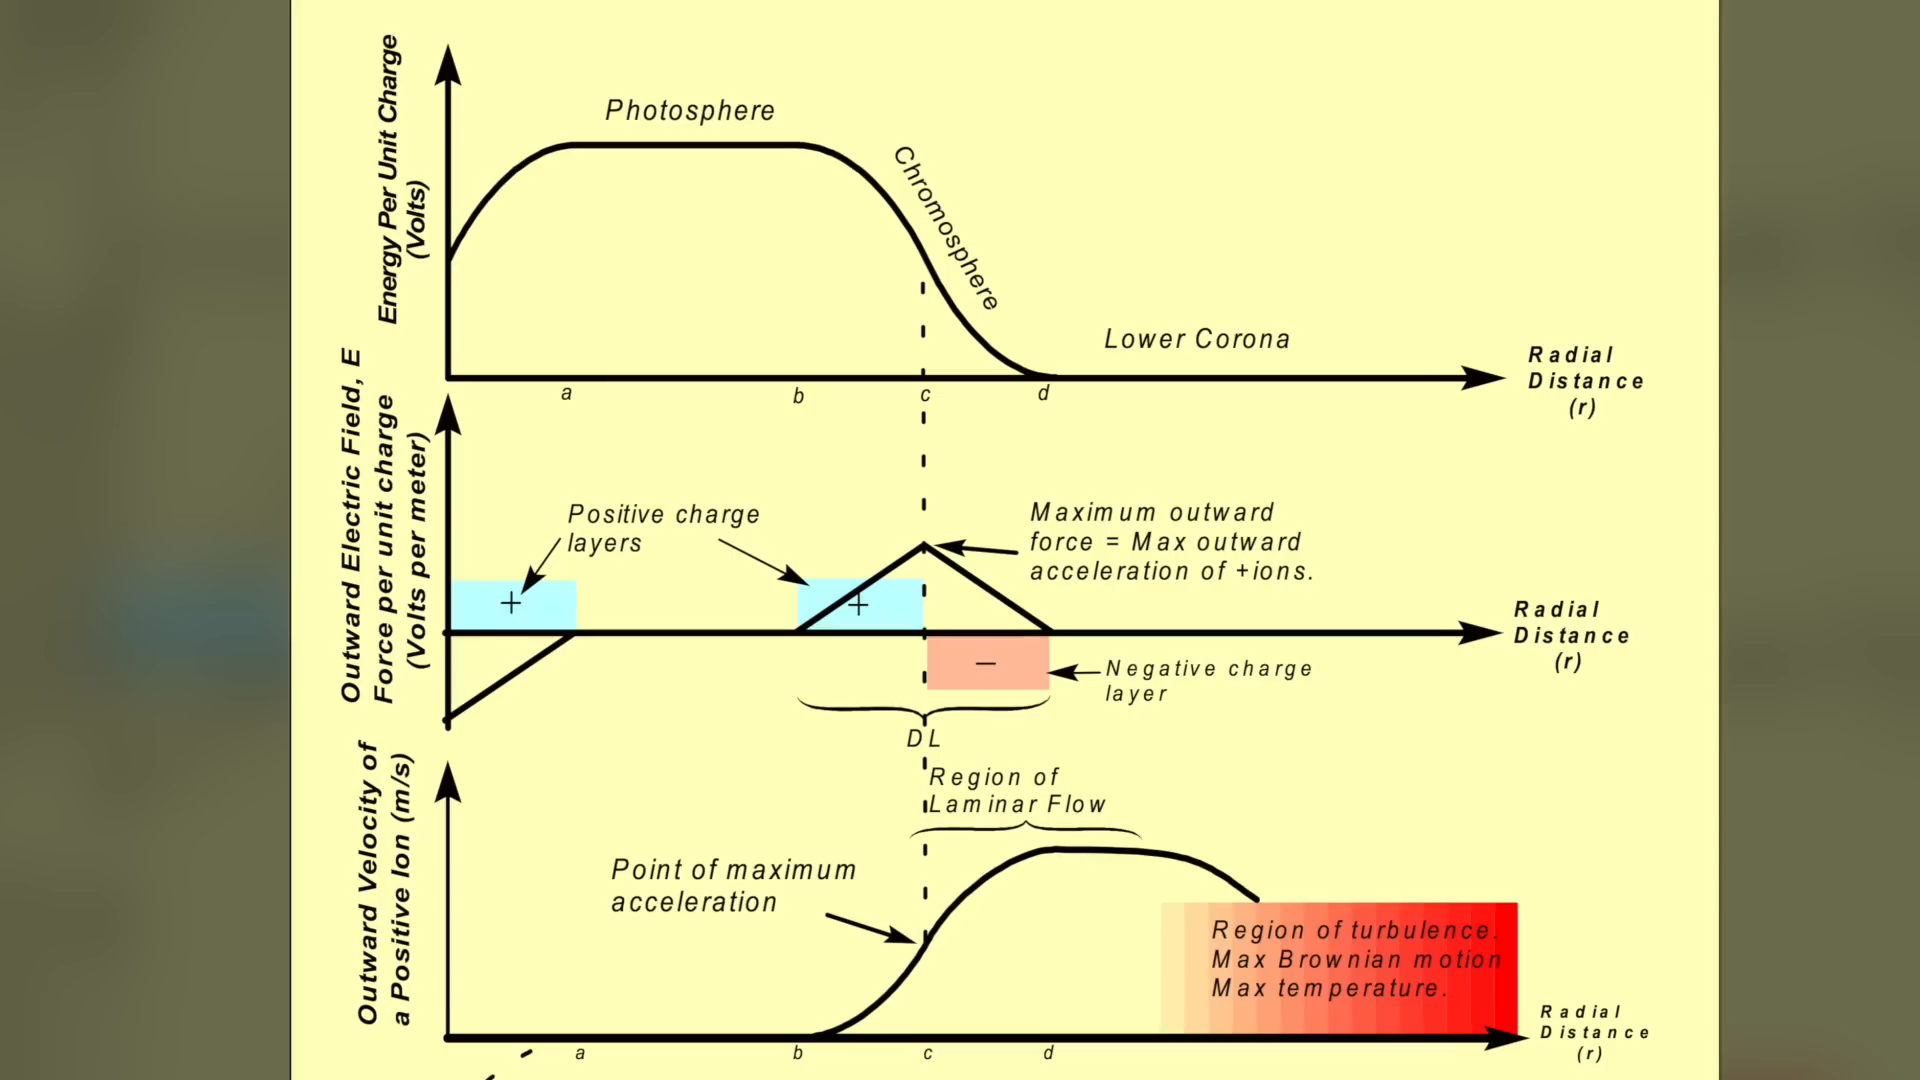 Energy Per Unit Charge
(Volts)
Photosphere
Chromosphere
Lower Corona
Radial
Distance
(r)
a
b
c
d
Outward Electric Field, E
Force per unit charge
(Volts per meter)
Positive charge
layers
Maximum outward
force = Max outward
acceleration of +ions.
+
+
Radial
Distance
(r)
−
Negative charge
layer
DL
Outward Velocity of
a Positive Ion (m/s)
Region of
Laminar Flow
Point of maximum
acceleration
Region of turbulence.
Max Brownian motion
Max temperature.
Radial
Distance
(r)
a
b
c
d